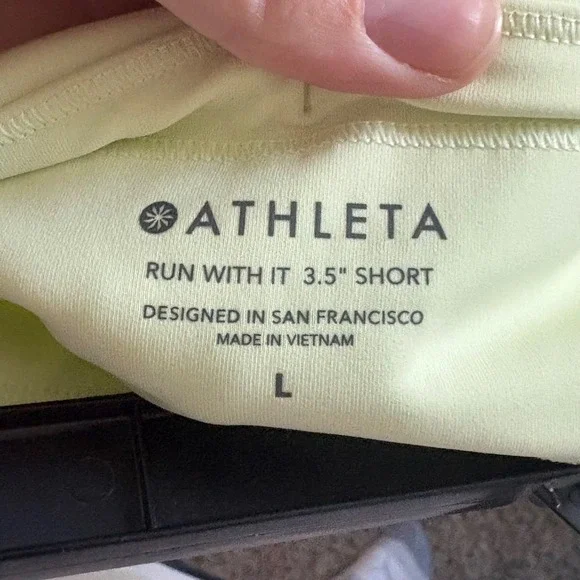 ATHLETA
RUN WITH IT 3.5" SHORT
DESIGNED IN SAN FRANCISCO
MADE IN VIETNAM
L